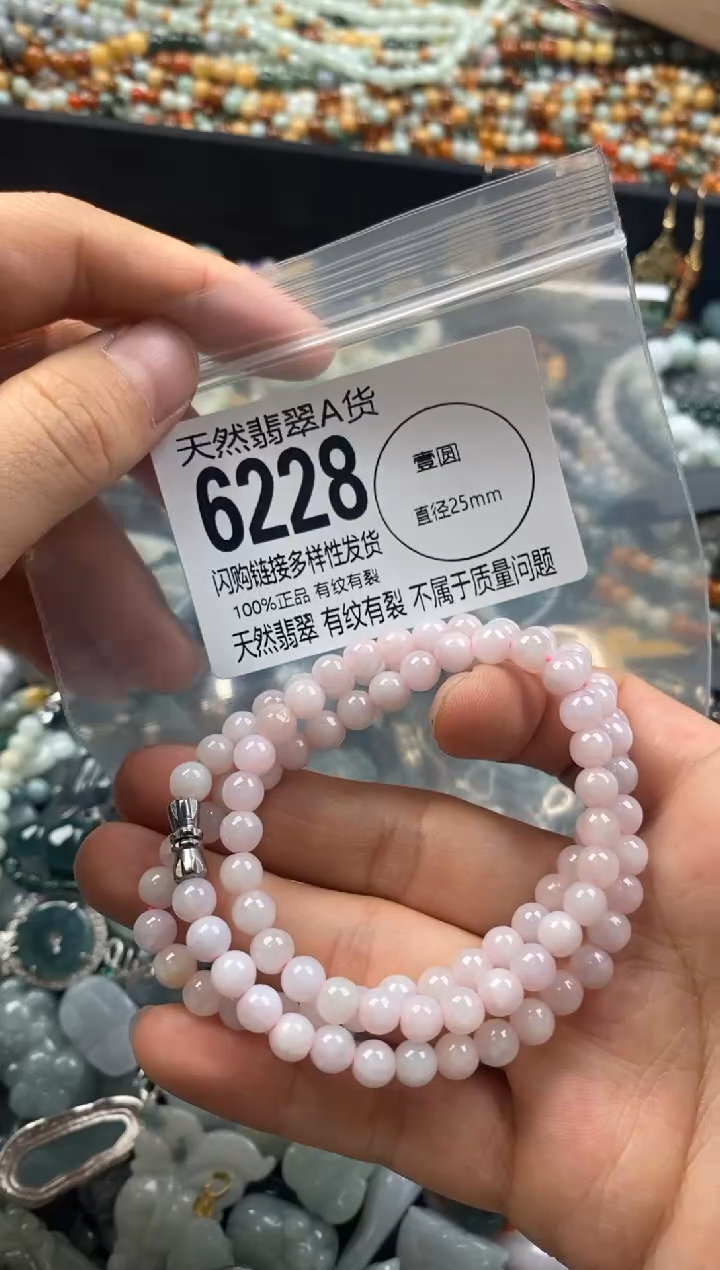 天然翡翠A货
6228
壹圆
直径25mm
闪购链接多样性发货
100%正品 有纹有裂
天然翡翠 有纹有裂 不属于质量问题